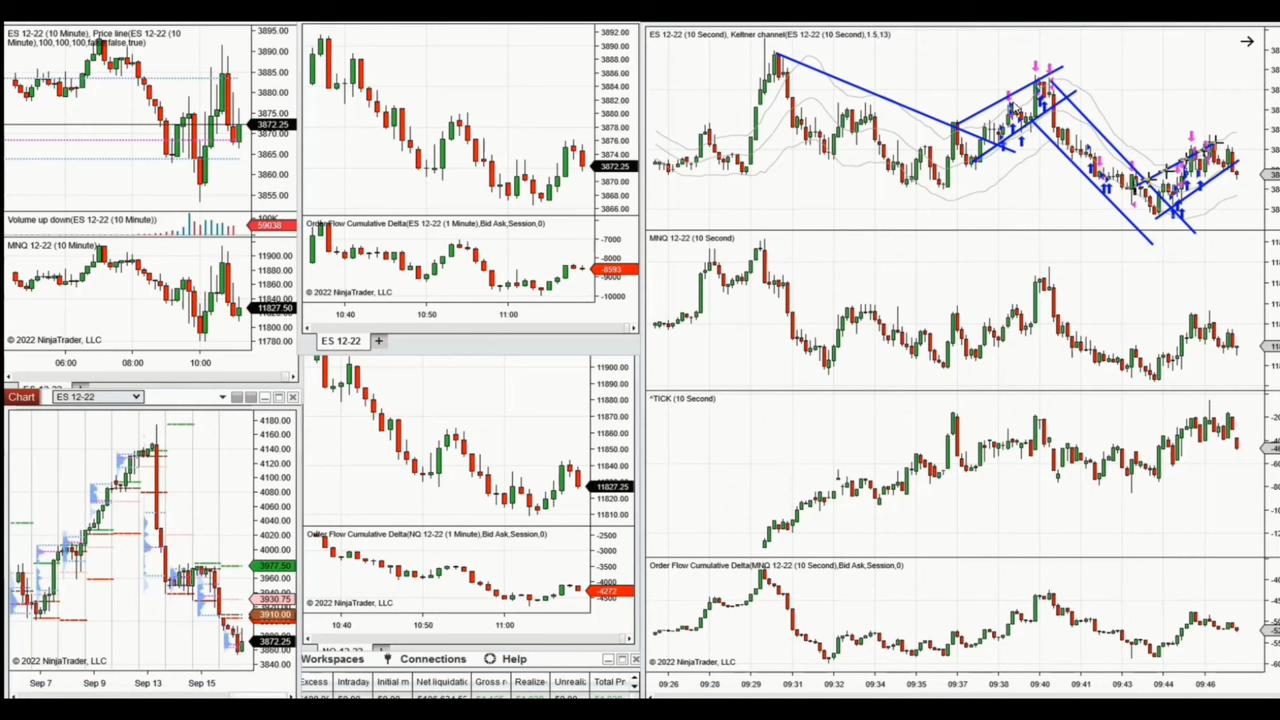 ES 12-22 (10 Minute), Price line(ES 12-22 (10
Minute),100,100,100,false,false,true)
3895.00
3890.00
3885.00
3875.00
3872.25
3870.00
3865.00
3855.00
Volume up down(ES 12-22 (10 Minute))
100K
59038
MNQ 12-22 (10 Minute)
11900.00
11880.00
11840.00
11827.50
11800.00
11780.00
© 2022 NinjaTrader, LLC
06:00
08:00
10:00
Chart
ES 12-22
4180.00
4160.00
4140.00
4120.00
4100.00
4080.00
4060.00
4040.00
4020.00
4000.00
3977.50
3960.00
3930.75
3910.00
3872.25
3840.00
© 2022 NinjaTrader, LLC
Sep 7
Sep 9
Sep 13
Sep 15
3892.00
3890.00
3888.00
3886.00
3884.00
3882.00
3880.00
3878.00
3876.00
3874.00
3872.25
3870.00
3868.00
3866.00
Order Flow Cumulative Delta(ES 12-22 (1 Minute),Bid Ask,Session,0)
-7000
-8000
-8593
-9000
-10000
© 2022 NinjaTrader, LLC
10:40
10:50
11:00
ES 12-22
+
11900.00
11880.00
11860.00
11850.00
11840.00
11827.25
11820.00
11810.00
Order Flow Cumulative Delta(NQ 12-22 (1 Minute),Bid Ask,Session,0)
-2500
-3000
-3500
-4000
-4272
-4500
© 2022 NinjaTrader, LLC
10:40
10:50
11:00
Workspaces
Connections
Help
Excess
Intraday
Initial m
Net liquidatio
Gross r
Realize
Unrealiz
Total Pr
ES 12-22 (10 Second), Keltner channel(ES 12-22 (10 Second),1.5,13)
MNQ 12-22 (10 Second)
^TICK (10 Second)
Order Flow Cumulative Delta(MNQ 12-22 (10 Second),Bid Ask,Session,0)
© 2022 NinjaTrader, LLC
09:26
09:28
09:29
09:31
09:32
09:34
09:35
09:37
09:38
09:40
09:41
09:43
09:44
09:46